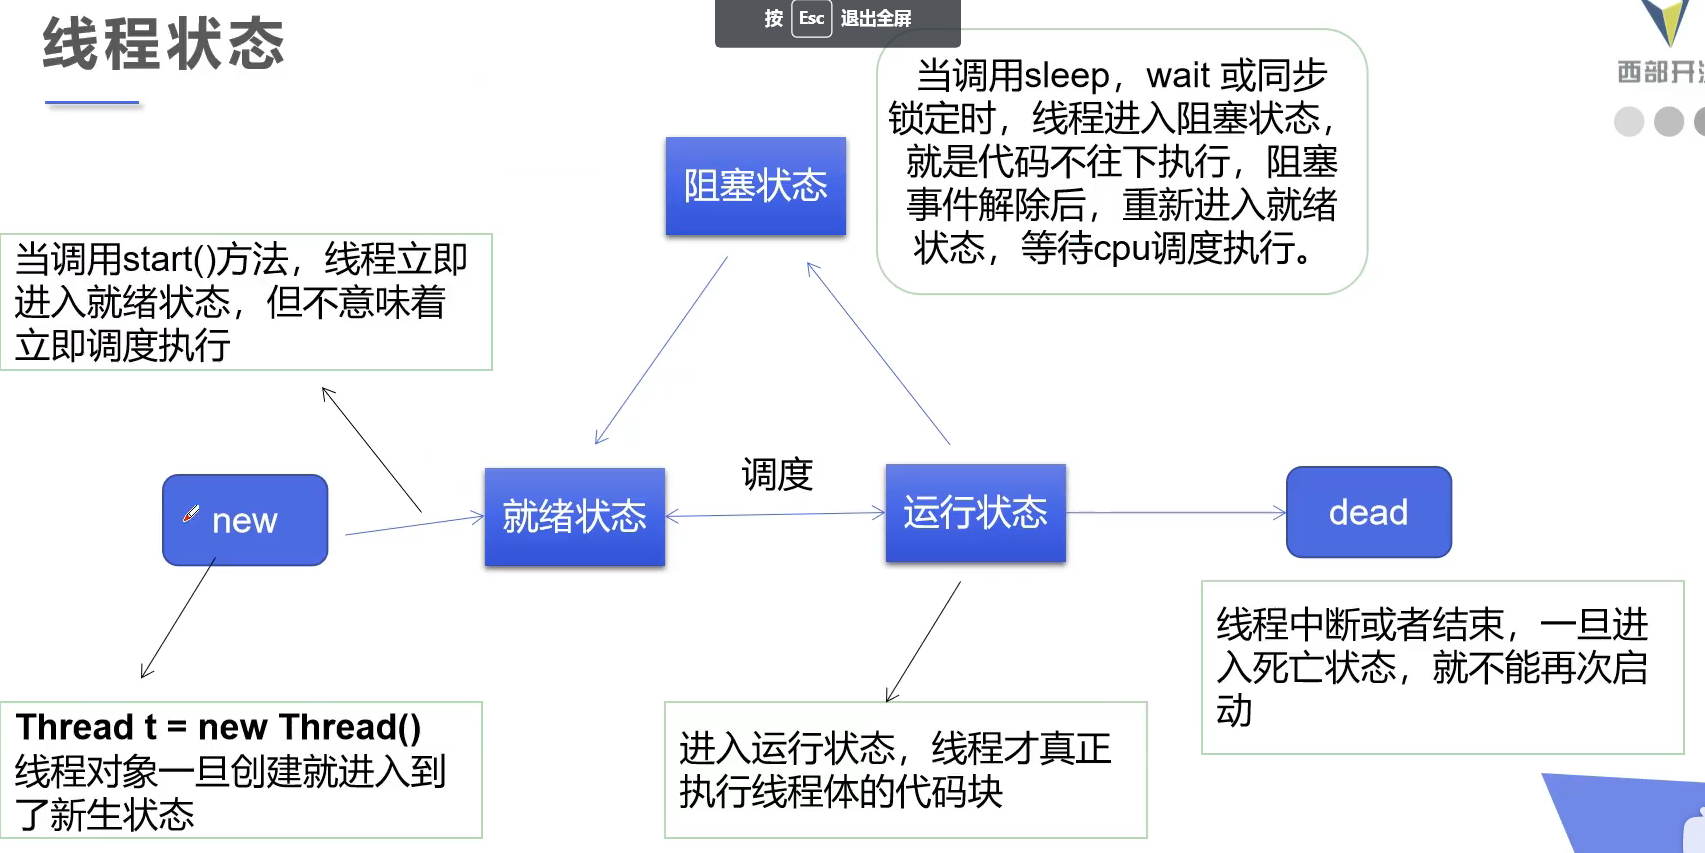 线程状态
按 Esc 退出全屏
西部开
当调用sleep，wait 或同步
锁定时，线程进入阻塞状态，
就是代码不往下执行，阻塞
事件解除后，重新进入就绪
状态，等待cpu调度执行。
阻塞状态
当调用start()方法，线程立即
进入就绪状态，但不意味着
立即调度执行
调度
new
就绪状态
运行状态
dead
线程中断或者结束，一旦进
入死亡状态，就不能再次启
动
Thread t = new Thread()
线程对象一旦创建就进入到
了新生状态
进入运行状态，线程才真正
执行线程体的代码块